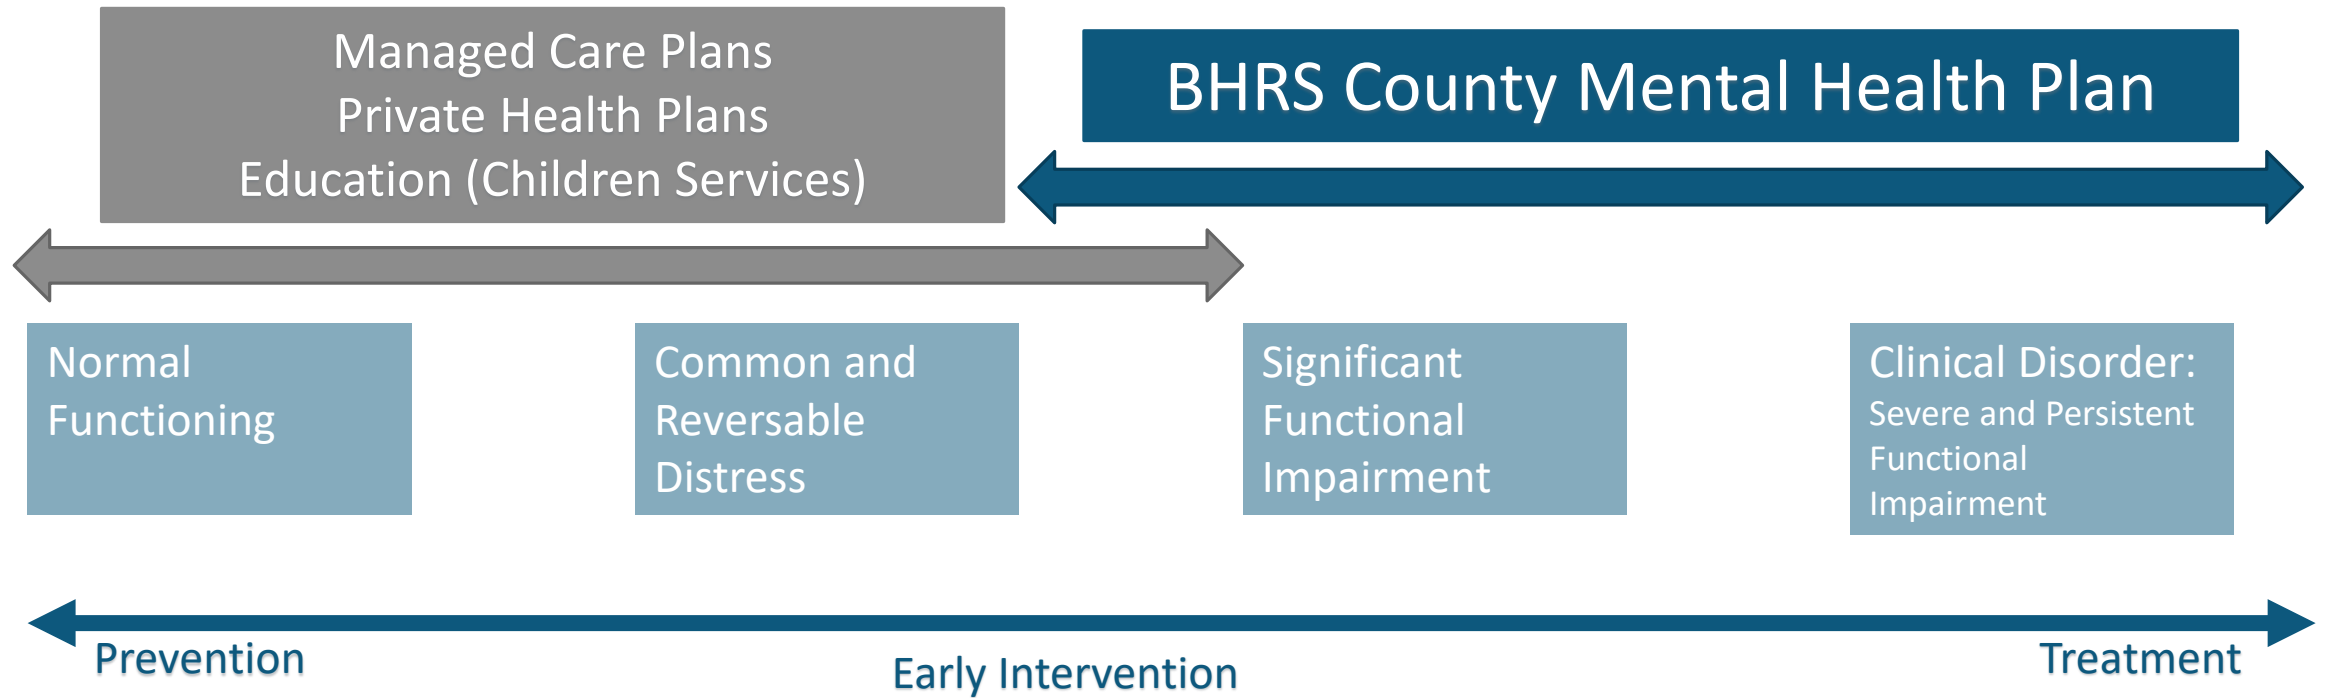 Managed Care Plans
Private Health Plans
Education (Children Services)
BHRS County Mental Health Plan
Normal
Functioning
Common and
Reversable
Distress
Significant
Functional
Impairment
Clinical Disorder:
Severe and Persistent
Functional
Impairment
Prevention
Early Intervention
Treatment